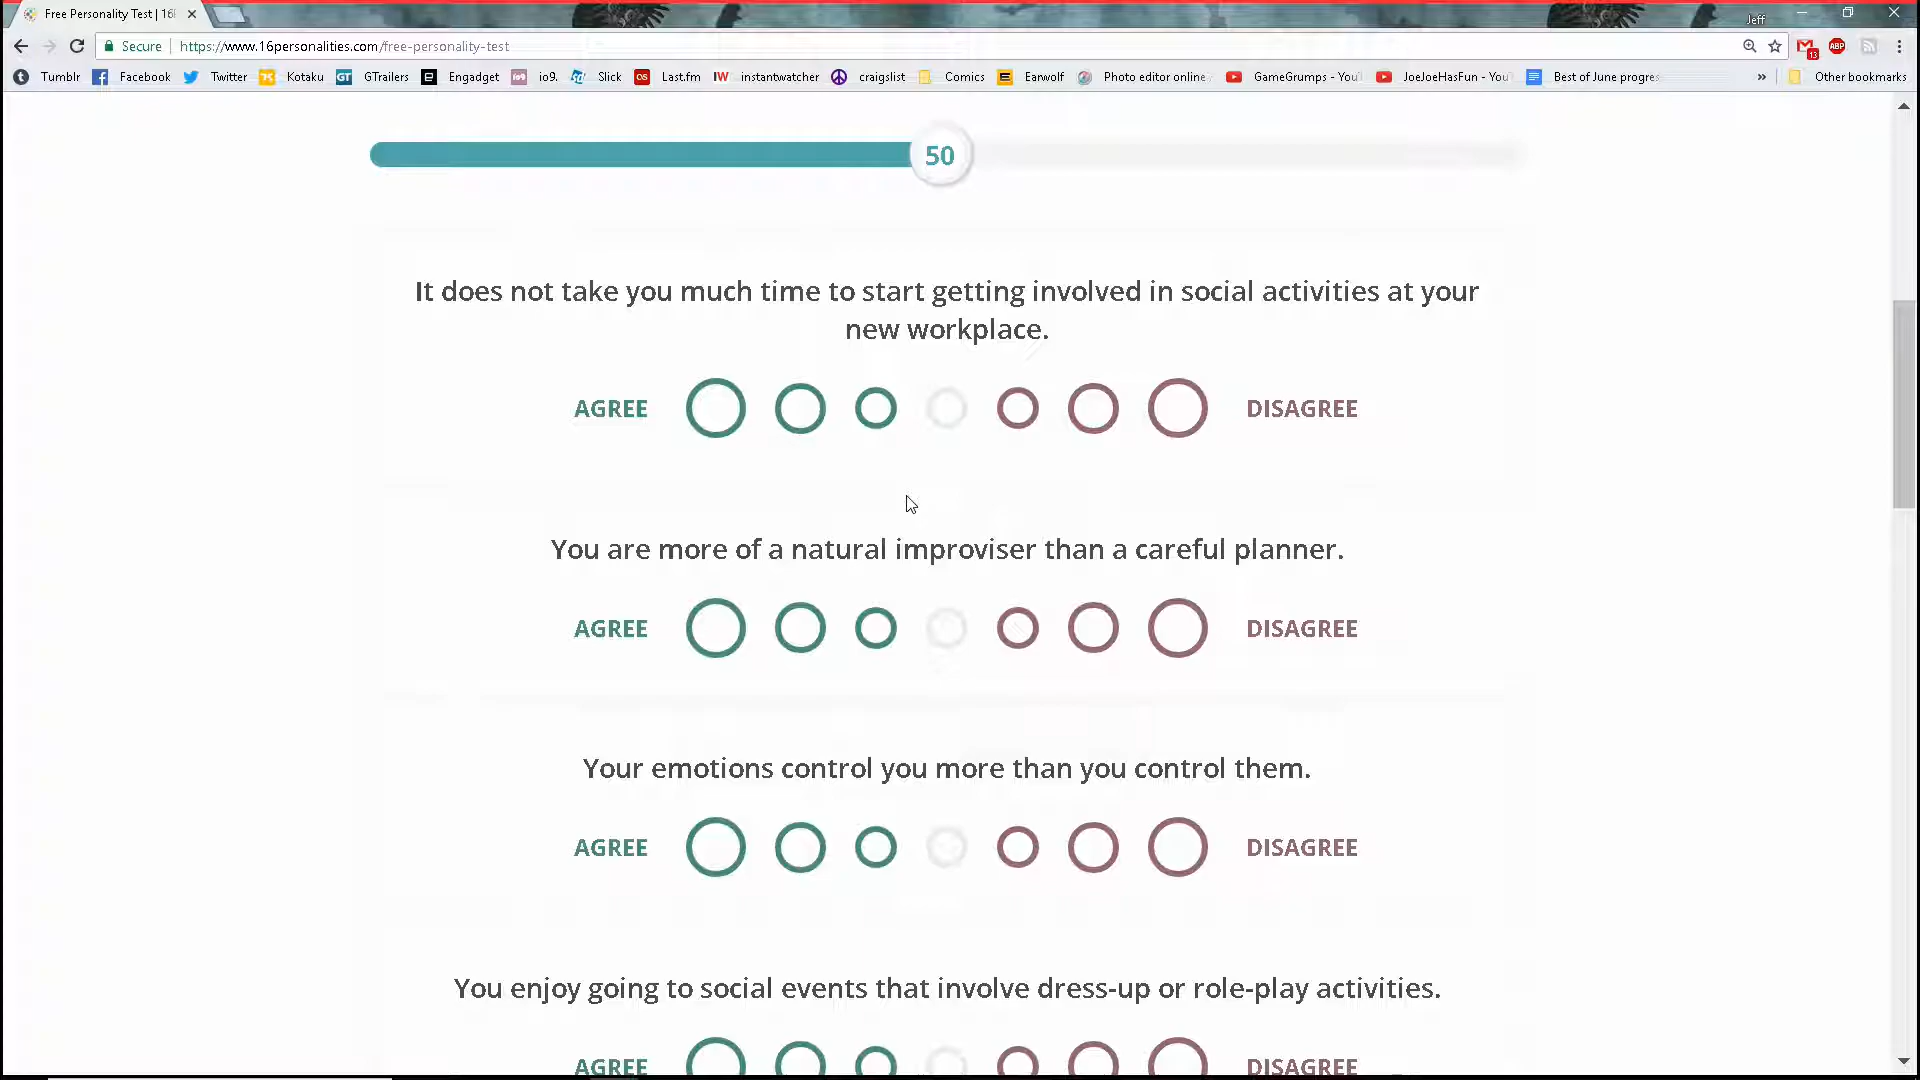 Free Personality Test | 16
Jeff
Secure https://www.16personalities.com/free-personality-test
13 ABP
Tumblr Facebook Twitter Kotaku GTrailers Engadget io9. Slick Last.fm instantwatcher craigslist Comics Earwolf Photo editor online GameGrumps - You JoeJoeHasFun - You Best of June progre » Other bookmarks
50
It does not take you much time to start getting involved in social activities at your
new workplace.
AGREE DISAGREE
You are more of a natural improviser than a careful planner.
AGREE DISAGREE
Your emotions control you more than you control them.
AGREE DISAGREE
You enjoy going to social events that involve dress-up or role-play activities.
AGREE DISAGREE